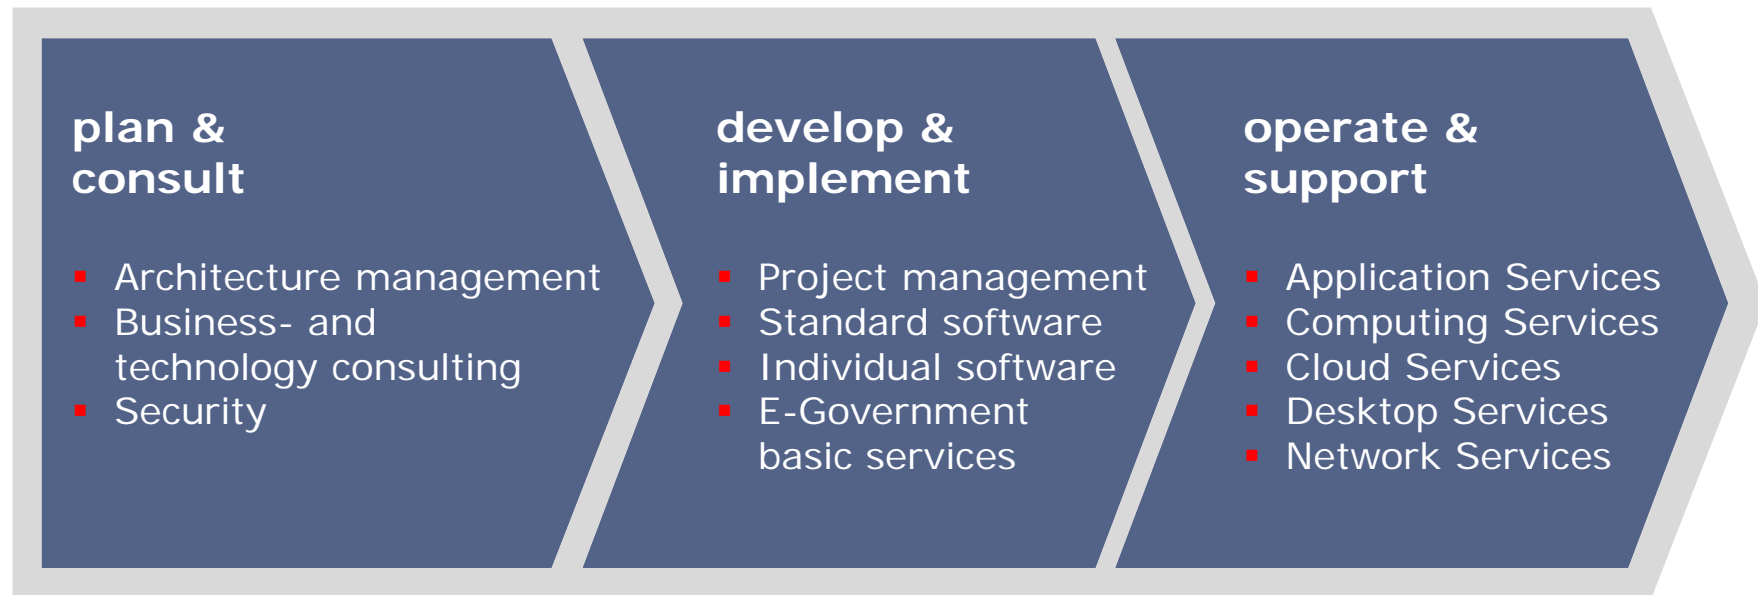 plan &
consult
▪ Architecture management
▪ Business- and
technology consulting
▪ Security
develop &
implement
▪ Project management
▪ Standard software
▪ Individual software
▪ E-Government
basic services
operate &
support
▪ Application Services
▪ Computing Services
▪ Cloud Services
▪ Desktop Services
▪ Network Services